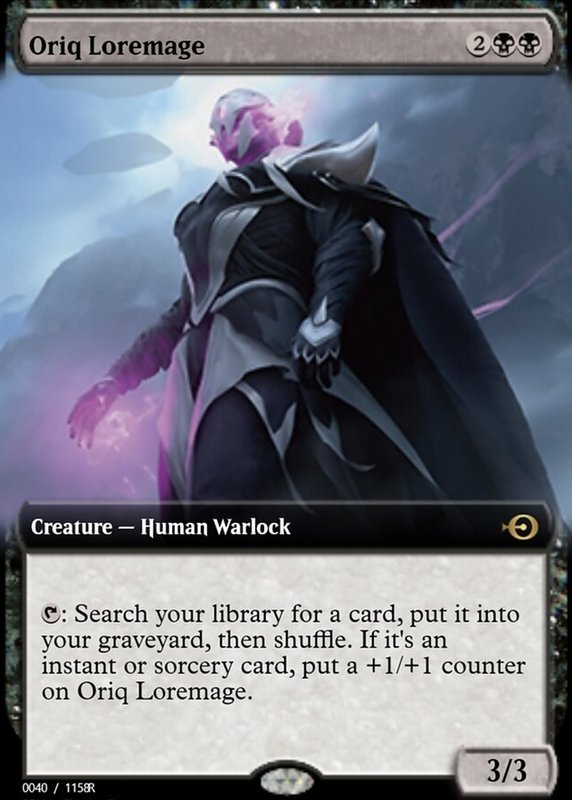 Oriq Loremage 2
Creature — Human Warlock
: Search your library for a card, put it into
your graveyard, then shuffle. If it's an
instant or sorcery card, put a +1/+1 counter
on Oriq Loremage.
3/3
0040 / 1158R